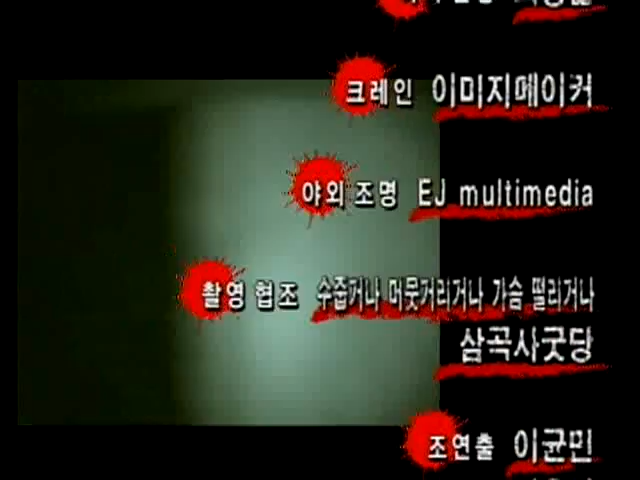 크레인 이미지메이커
야외 조명 EJ multimedia
촬영 협조 수줍거나 머뭇거리거나 가슴 떨리거나
삼곡사굿당
조연출 이균민